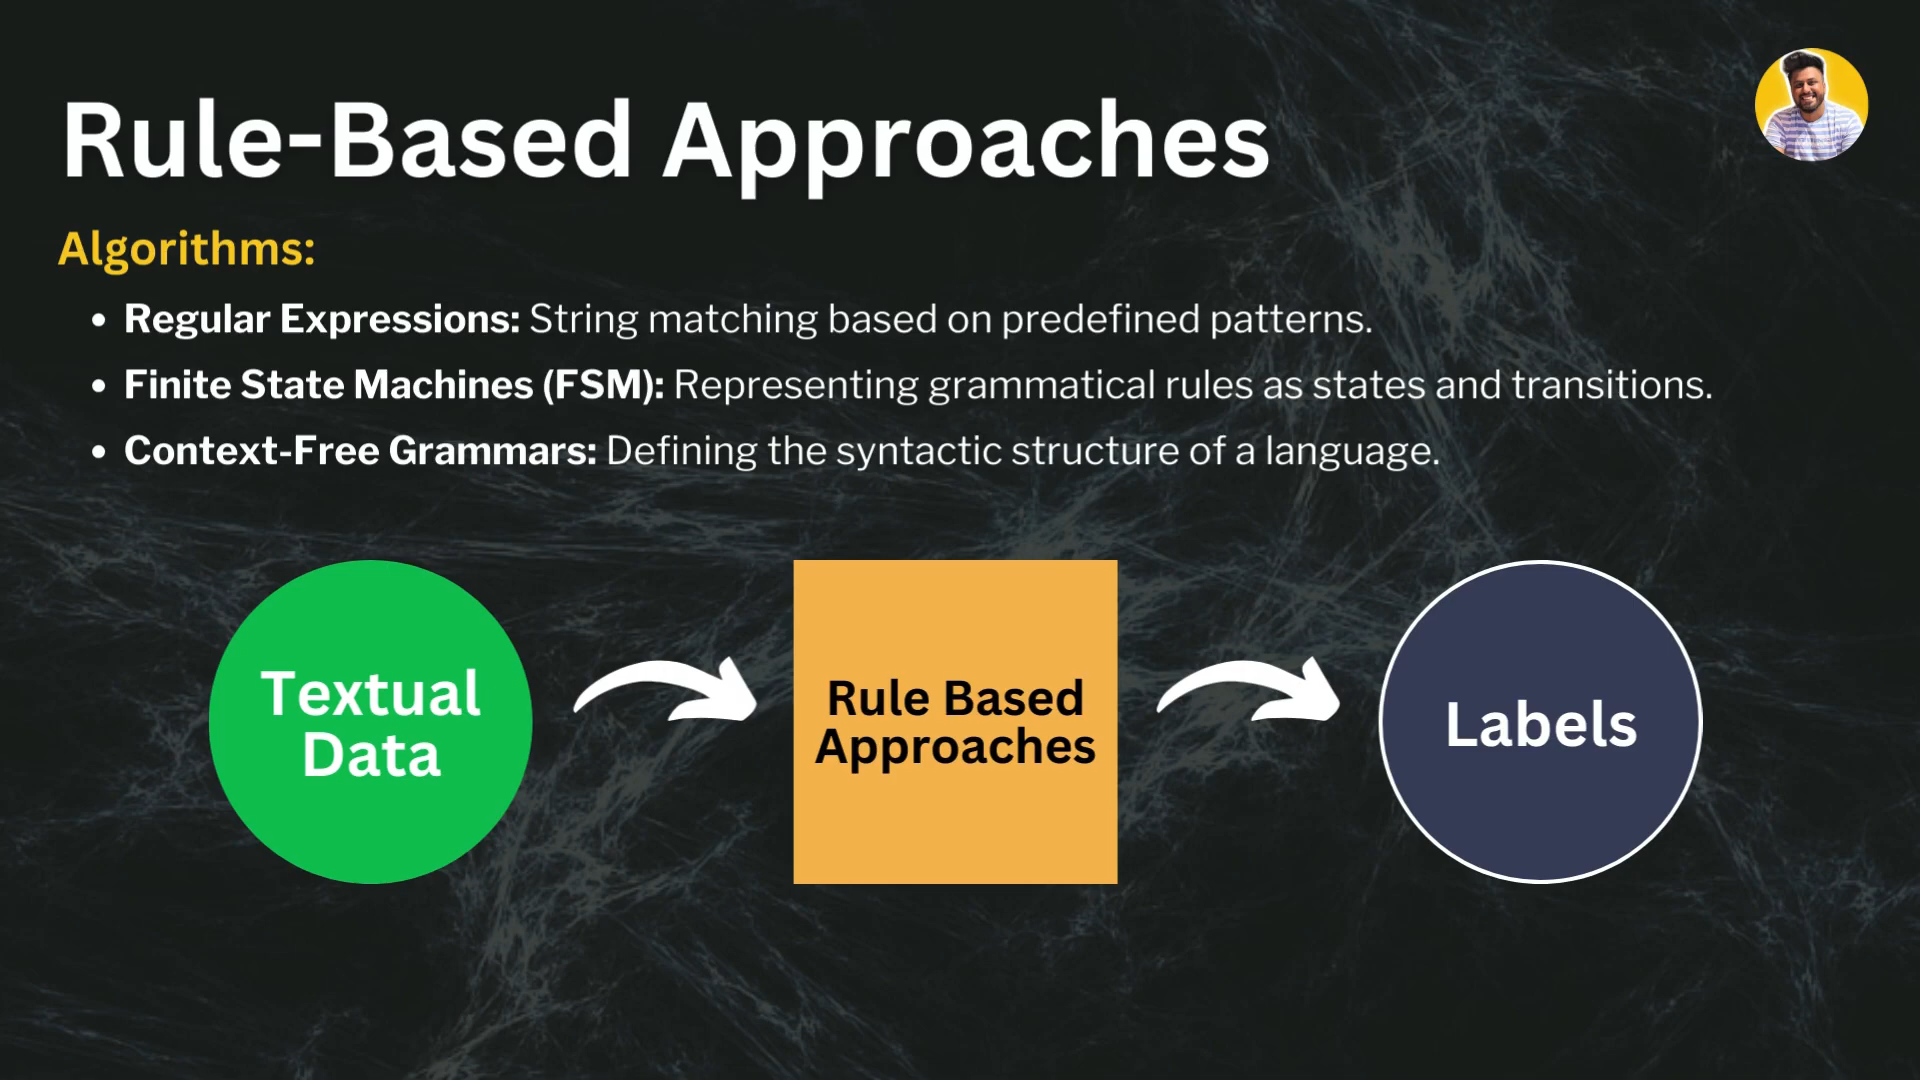 Rule-Based Approaches
Algorithms:
• Regular Expressions: String matching based on predefined patterns.
• Finite State Machines (FSM): Representing grammatical rules as states and transitions.
• Context-Free Grammars: Defining the syntactic structure of a language.
Textual
Data
Rule Based
Approaches
Labels